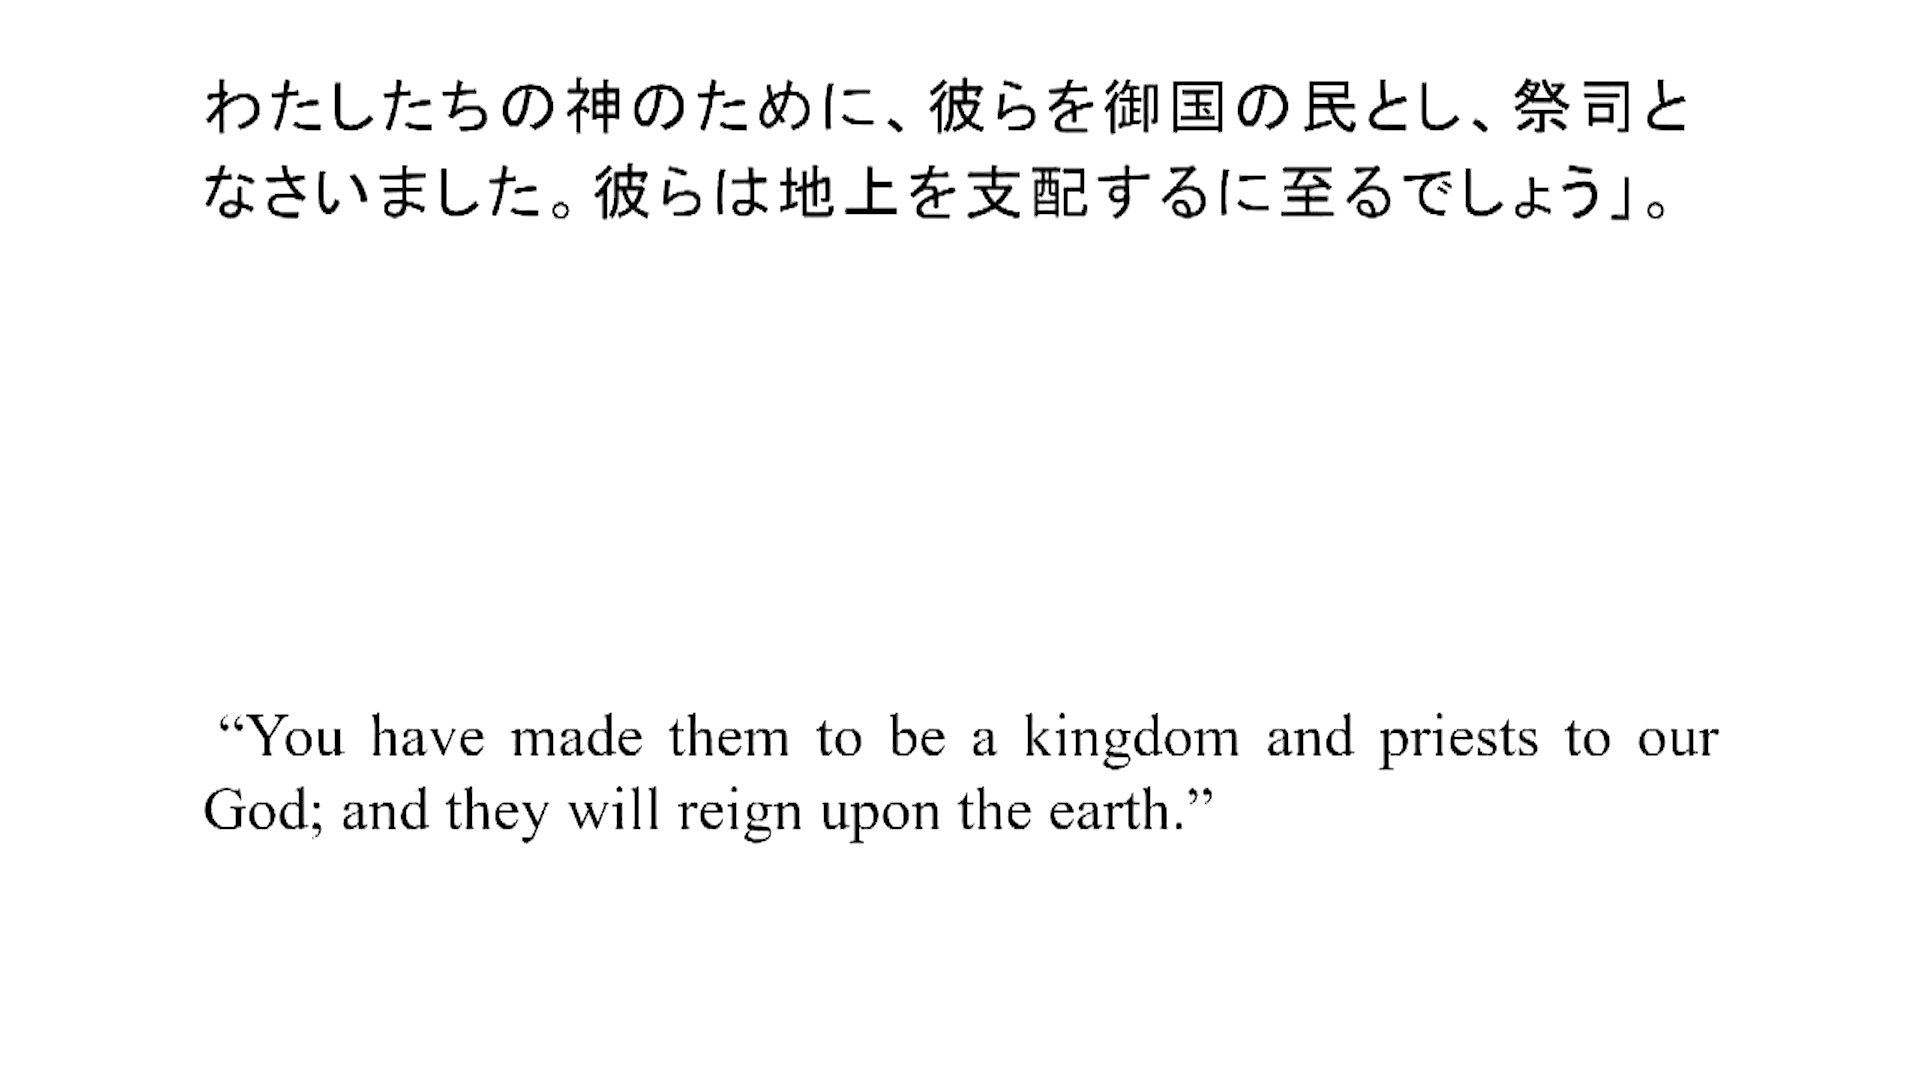 わたしたちの神のために、彼らを御国の民とし、祭司と
なさいました。彼らは地上を支配するに至るでしょう」。
“You have made them to be a kingdom and priests to our
God; and they will reign upon the earth.”